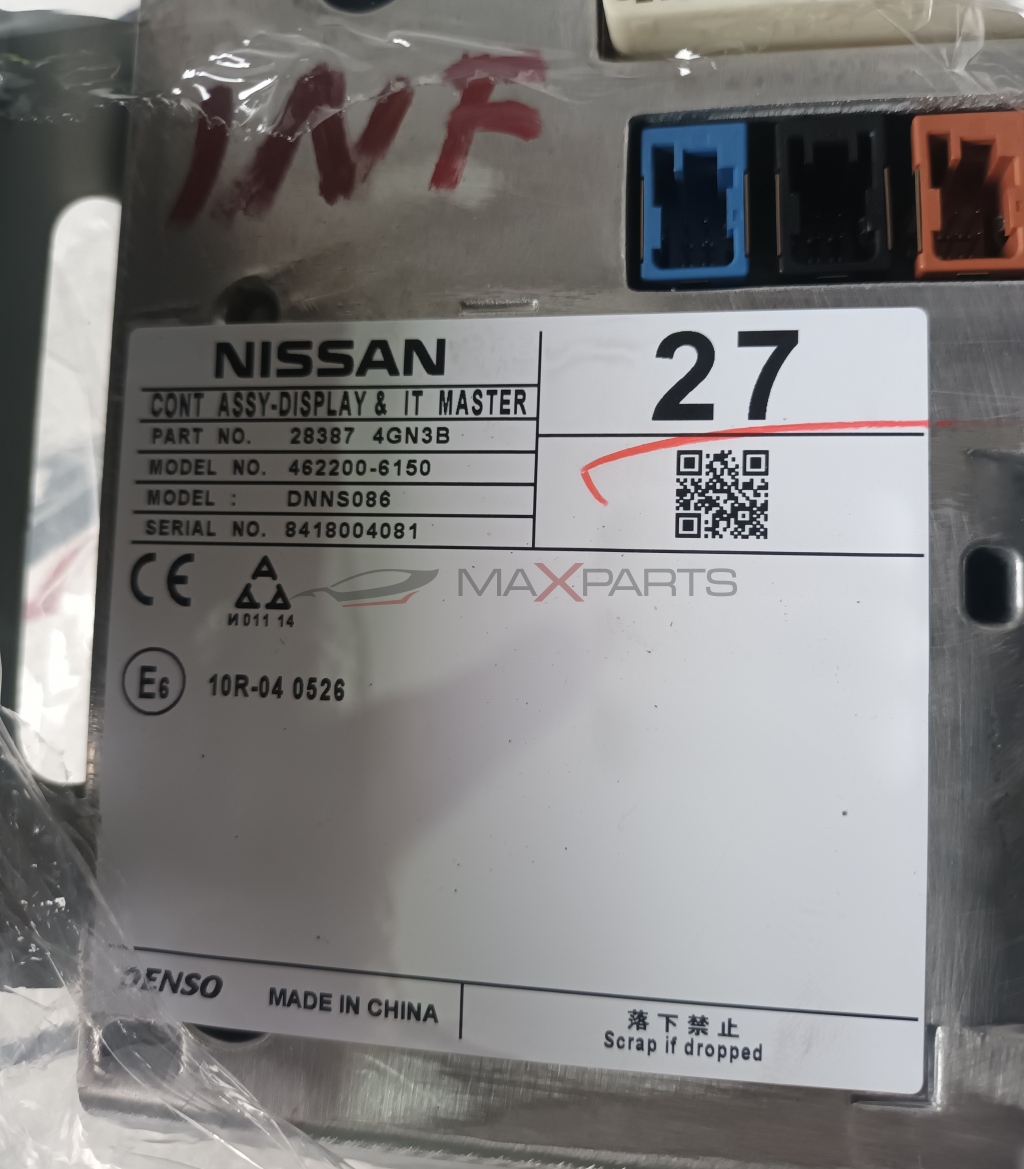 INF
NISSAN
27
CONT ASSY-DISPLAY & IT MASTER
PART NO. 28387 4GN3B
MODEL NO. 462200-6150
MODEL : DNNS086
SERIAL NO. 8418004081
CE
И011 14
MAXPARTS
E6 10R-04 0526
DENSO MADE IN CHINA
落下禁止
Scrap if dropped